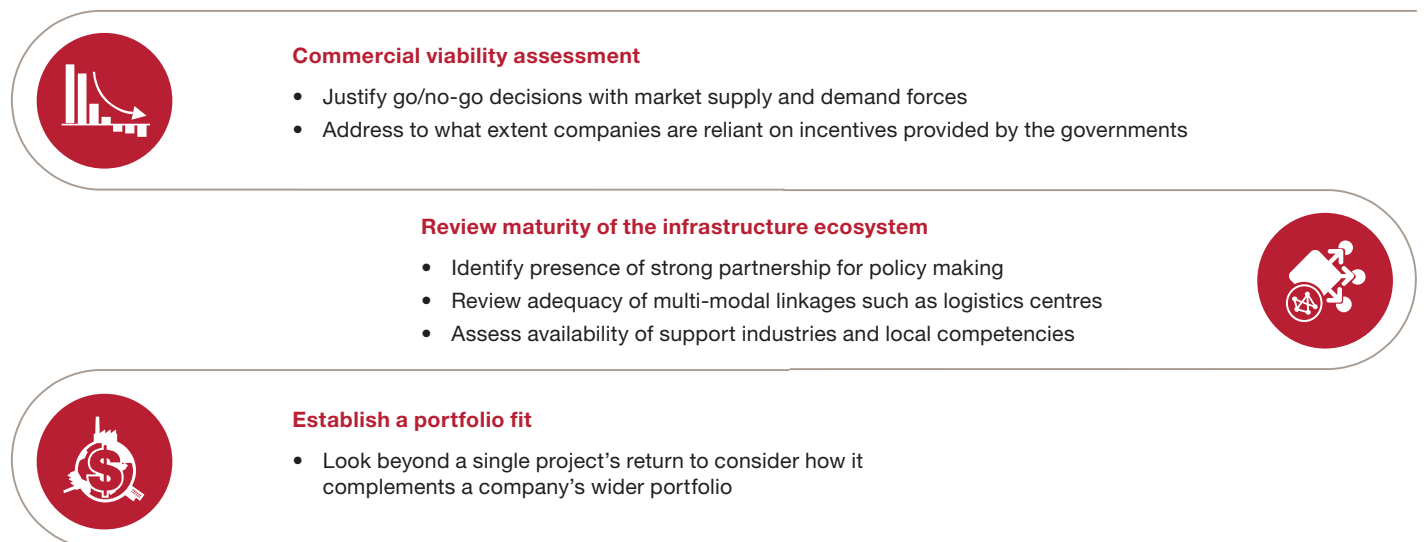 Commercial viability assessment
• Justify go/no-go decisions with market supply and demand forces
• Address to what extent companies are reliant on incentives provided by the governments
Review maturity of the infrastructure ecosystem
• Identify presence of strong partnership for policy making
• Review adequacy of multi-modal linkages such as logistics centres
• Assess availability of support industries and local competencies
Establish a portfolio fit
• Look beyond a single project’s return to consider how it
complements a company’s wider portfolio
$